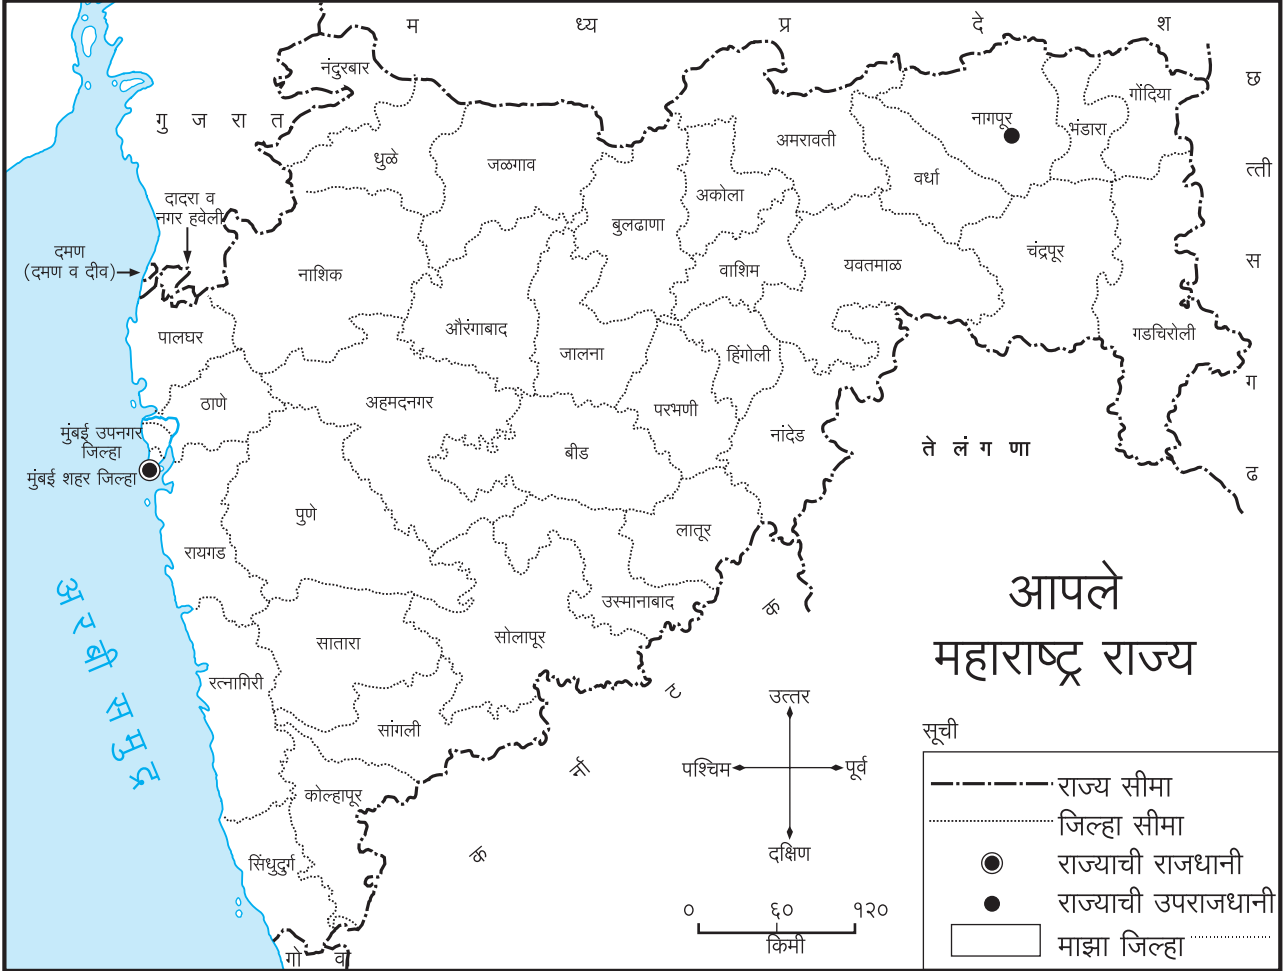 म ध्य प्र दे श
छ
त्ती
स
ग
ढ
गु ज रा त
नंदुरबार
धुळे
जळगाव
गोंदिया
नागपूर
भंडारा
अमरावती
वर्धा
अकोला
बुलढाणा
दादरा व
नगर हवेली
दमण
(दमण व दीव)
नाशिक
वाशिम
यवतमाळ
चंद्रपूर
पालघर
औरंगाबाद
जालना
हिंगोली
गडचिरोली
ठाणे
अहमदनगर
परभणी
नांदेड
मुंबई उपनगर
जिल्हा
मुंबई शहर जिल्हा
बीड
ते लं ग णा
पुणे
रायगड
लातूर
उस्मानाबाद
सातारा
सोलापूर
रत्नागिरी
सांगली
कोल्हापूर
सिंधुदुर्ग
अ र बी स मु द्र
क
र्ना
ट
क
गो वा
आपले
महाराष्ट्र राज्य
उत्तर
पश्चिम
पूर्व
दक्षिण
० ६० १२०
किमी
सूची
राज्य सीमा
जिल्हा सीमा
राज्याची राजधानी
राज्याची उपराजधानी
माझा जिल्हा